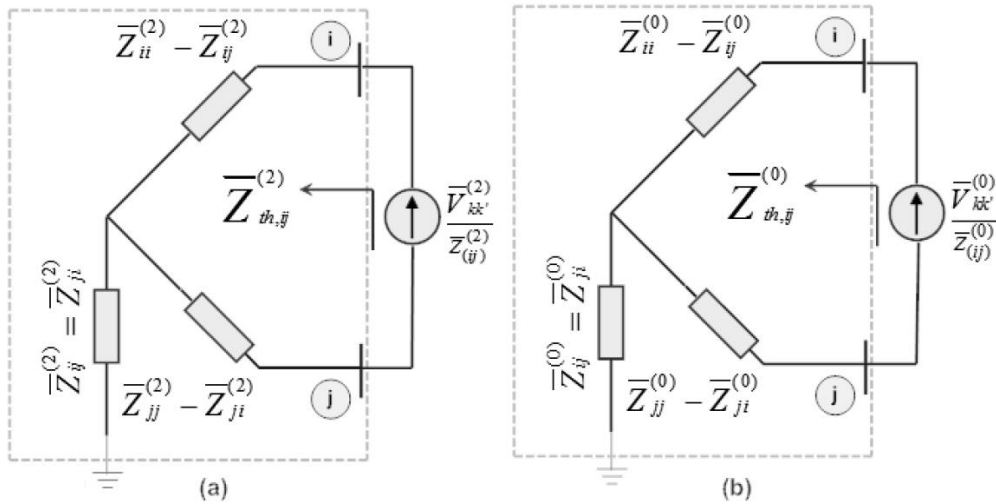 Z̅ᵢᵢ⁽²⁾ − Z̅ᵢⱼ⁽²⁾
i
Z̅_{th,ij}^{(2)}
V̅_{kk'}^{(2)} / z̅_{(ij)}^{(2)}
Z̅ᵢⱼ⁽²⁾ = Z̅ⱼᵢ⁽²⁾
Z̅ⱼⱼ⁽²⁾ − Z̅ⱼᵢ⁽²⁾
j
(a)
Z̅ᵢᵢ⁽⁰⁾ − Z̅ᵢⱼ⁽⁰⁾
i
Z̅_{th,ij}^{(0)}
V̅_{kk'}^{(0)} / z̅_{(ij)}^{(0)}
Z̅ᵢⱼ⁽⁰⁾ = Z̅ⱼᵢ⁽⁰⁾
Z̅ⱼⱼ⁽⁰⁾ − Z̅ⱼᵢ⁽⁰⁾
j
(b)